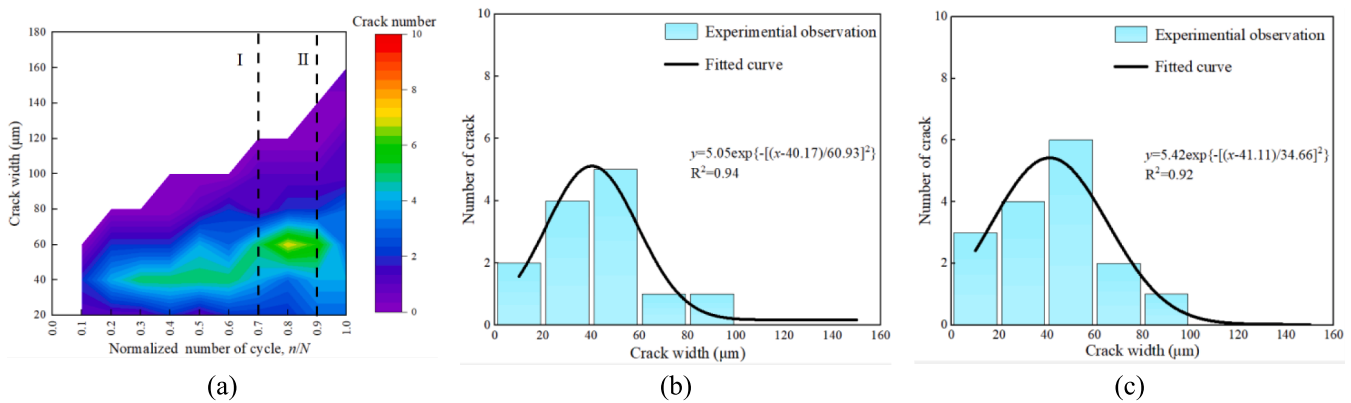 Crack number
180
160
140
120
100
80
60
40
20
Crack width (μm)
I
II
10
8
6
4
2
0
0.0
0.1
0.2
0.3
0.4
0.5
0.6
0.7
0.8
0.9
1.0
Normalized number of cycle, n/N
(a)
10
8
6
4
2
0
Number of crack
Experimential observation
Fitted curve
y=5.05exp{-[(x-40.17)/60.93]²}
R²=0.94
0
20
40
60
80
100
120
140
160
Crack width (μm)
(b)
10
8
6
4
2
0
Number of crack
Experimential observation
Fitted curve
y=5.42exp{-[(x-41.11)/34.66]²}
R²=0.92
0
20
40
60
80
100
120
140
160
Crack width (μm)
(c)